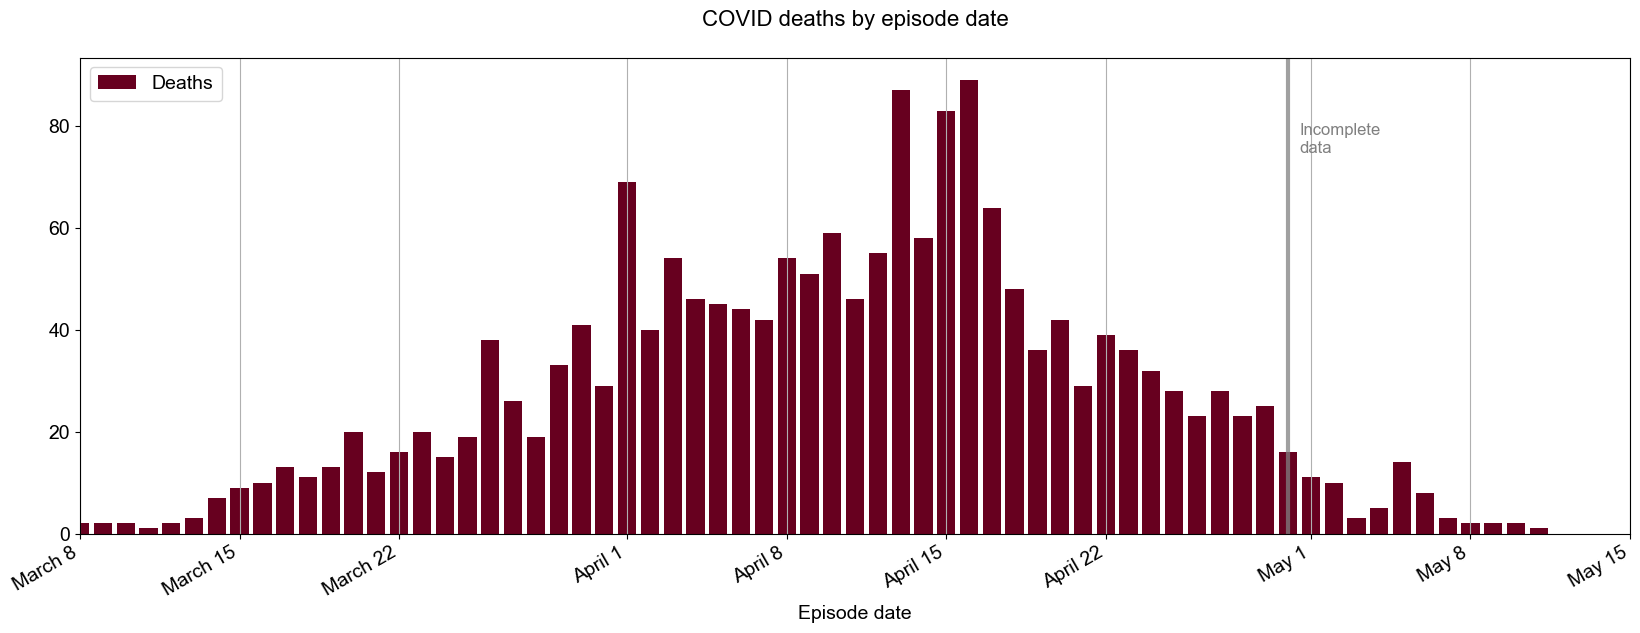 COVID deaths by episode date
Deaths
80
60
40
20
0
Incomplete
data
March 8
March 15
March 22
April 1
April 8
April 15
April 22
May 1
May 8
May 15
Episode date